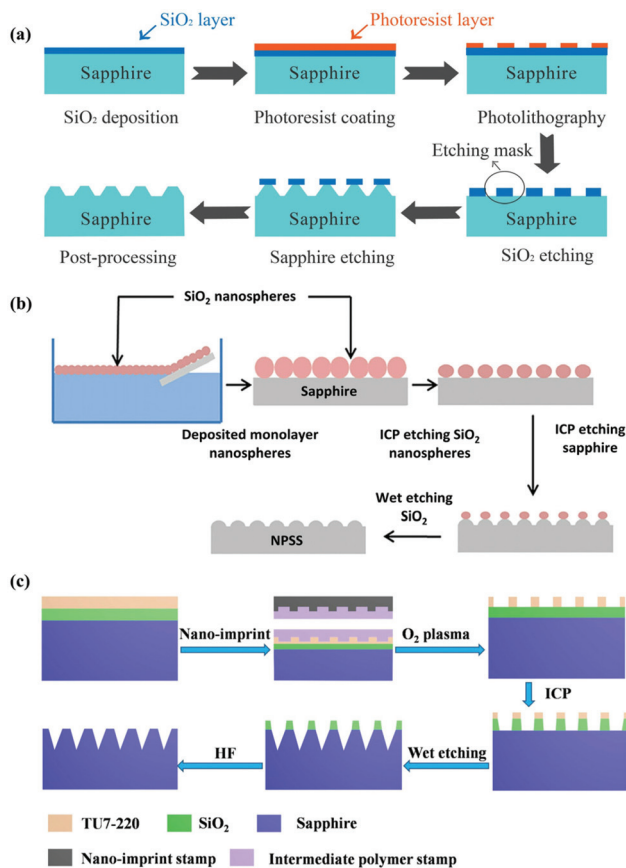 (a)
SiO₂ layer
Photoresist layer
Sapphire
Sapphire
Sapphire
SiO₂ deposition
Photoresist coating
Photolithography
Etching mask
Sapphire
Sapphire
Sapphire
Post-processing
Sapphire etching
SiO₂ etching
(b)
SiO₂ nanospheres
Sapphire
Deposited monolayer
nanospheres
ICP etching SiO₂
nanospheres
ICP etching
sapphire
Wet etching
SiO₂
NPSS
(c)
Nano-imprint
O₂ plasma
ICP
HF
Wet etching
TU7-220
SiO₂
Sapphire
Nano-imprint stamp
Intermediate polymer stamp